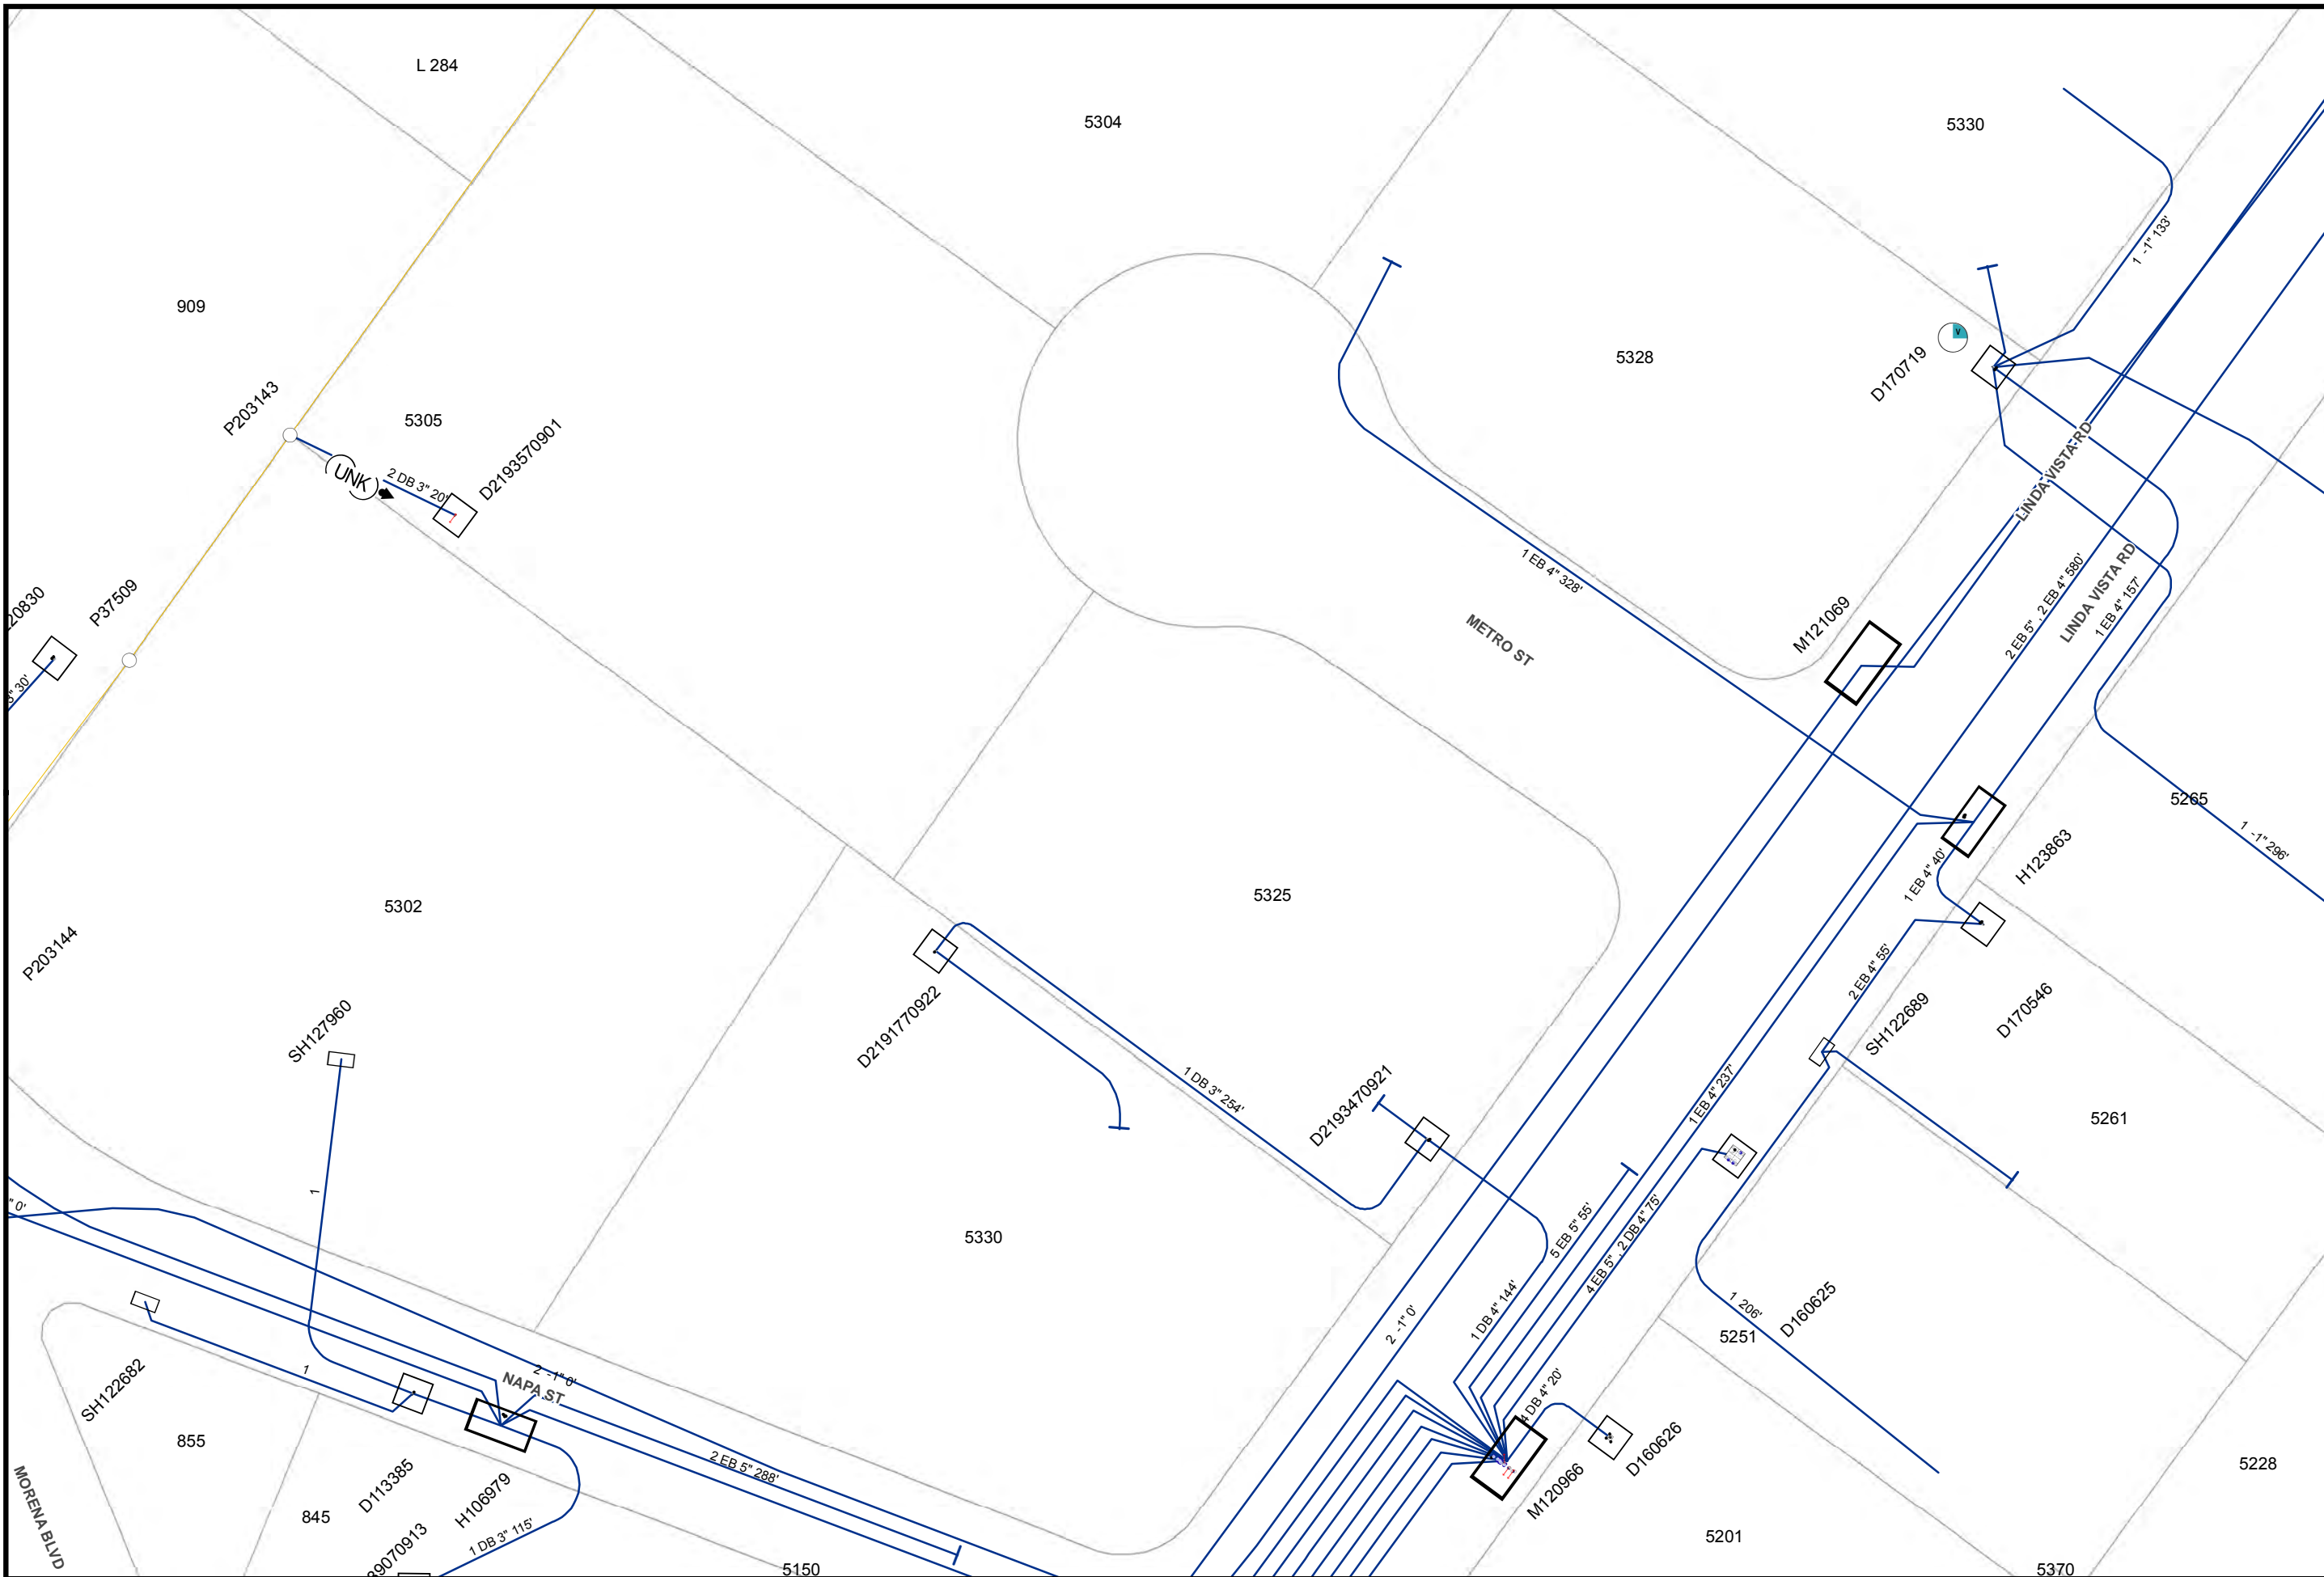 L 284
5304
5330
1 -1" 133'
909
5328
D170719
V
P203143
5305
D2193570901
UNK
2 DB 3" 20'
LINDA VISTA RD
1 EB 4" 328'
2 EB 5" , 2 EB 4" 580'
LINDA VISTA RD
1 EB 4" 157'
20830
P37509
METRO ST
M121069
30'
5265
1 -1" 296'
H123863
1 EB 4" 40'
5302
5325
P203144
2 EB 4" 55'
SH122689
D170546
SH127960
D2191770922
1 DB 3" 254'
D2193470921
1 EB 4" 237'
5261
1
" 0'
5330
5 EB 5" 55'
4 EB 5" , 2 DB 4" 75'
1 DB 4" 144'
2 -1" 0'
D160625
1 206'
5251
SH122682
1
2 -1" 0'
NAPA ST
4 DB 4" 20'
D160626
855
2 EB 5" 288'
5228
D113385
H106979
M120966
MORENA BLVD
845
1 DB 3" 115'
39070913
5201
5150
5370